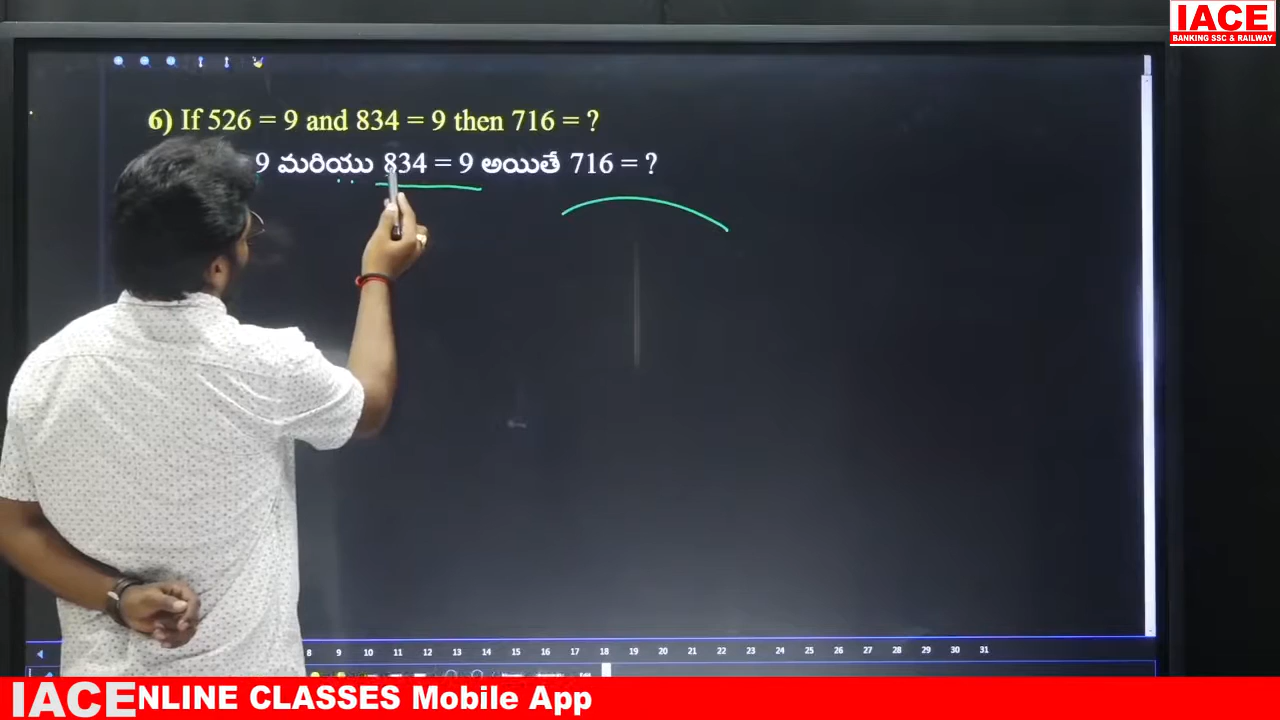 IACE
BANKING SSC & RAILWAY
6) If 526 = 9 and 834 = 9 then 716 = ?
9 మరియు 834 = 9 అయితే 716 = ?
8 9 10 11 12 13 14 15 16 17 18 19 20 21 22 23 24 25 26 27 28 29 30 31
IACE NLINE CLASSES Mobile App